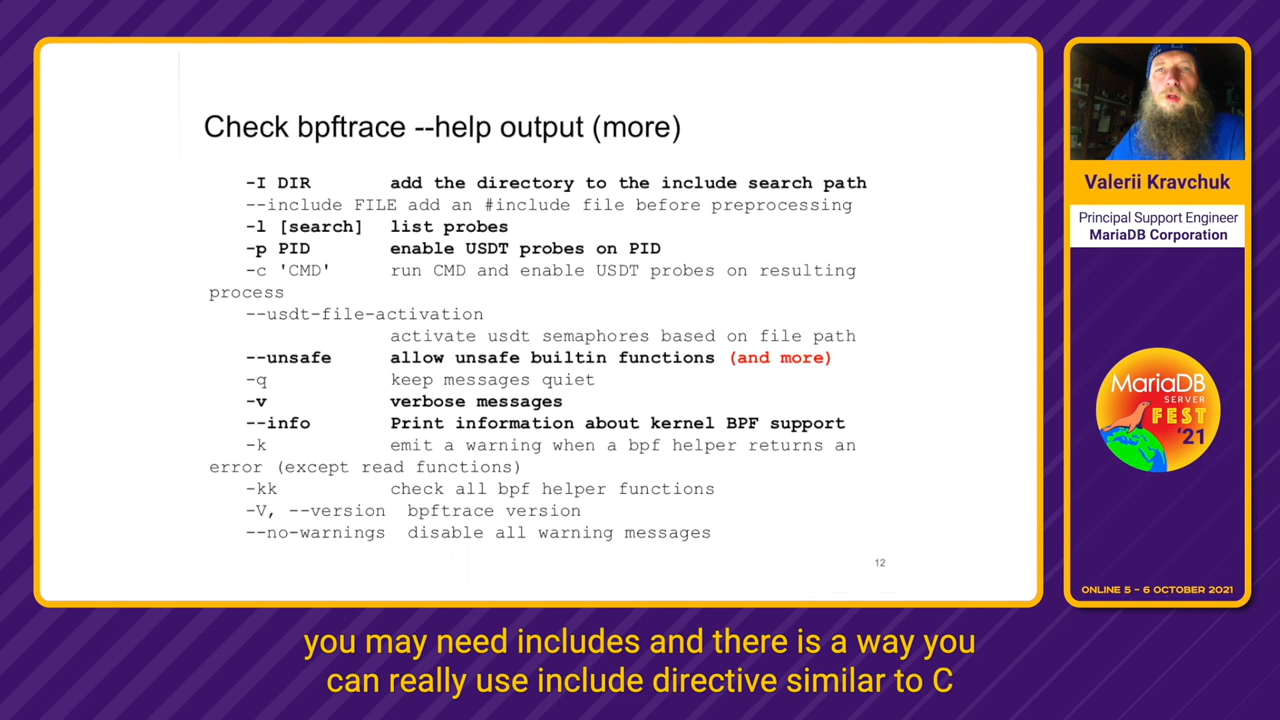 Check bpftrace --help output (more)
-I DIR add the directory to the include search path
--include FILE add an #include file before preprocessing
-l [search] list probes
-p PID enable USDT probes on PID
-c 'CMD' run CMD and enable USDT probes on resulting
process
--usdt-file-activation
activate usdt semaphores based on file path
--unsafe allow unsafe builtin functions (and more)
-q keep messages quiet
-v verbose messages
--info Print information about kernel BPF support
-k emit a warning when a bpf helper returns an
error (except read functions)
-kk check all bpf helper functions
-V, --version bpftrace version
--no-warnings disable all warning messages
12
Valerii Kravchuk
Principal Support Engineer
MariaDB Corporation
MariaDB
SERVER
FEST
'21
ONLINE 5 - 6 OCTOBER 2021
you may need includes and there is a way you
can really use include directive similar to C